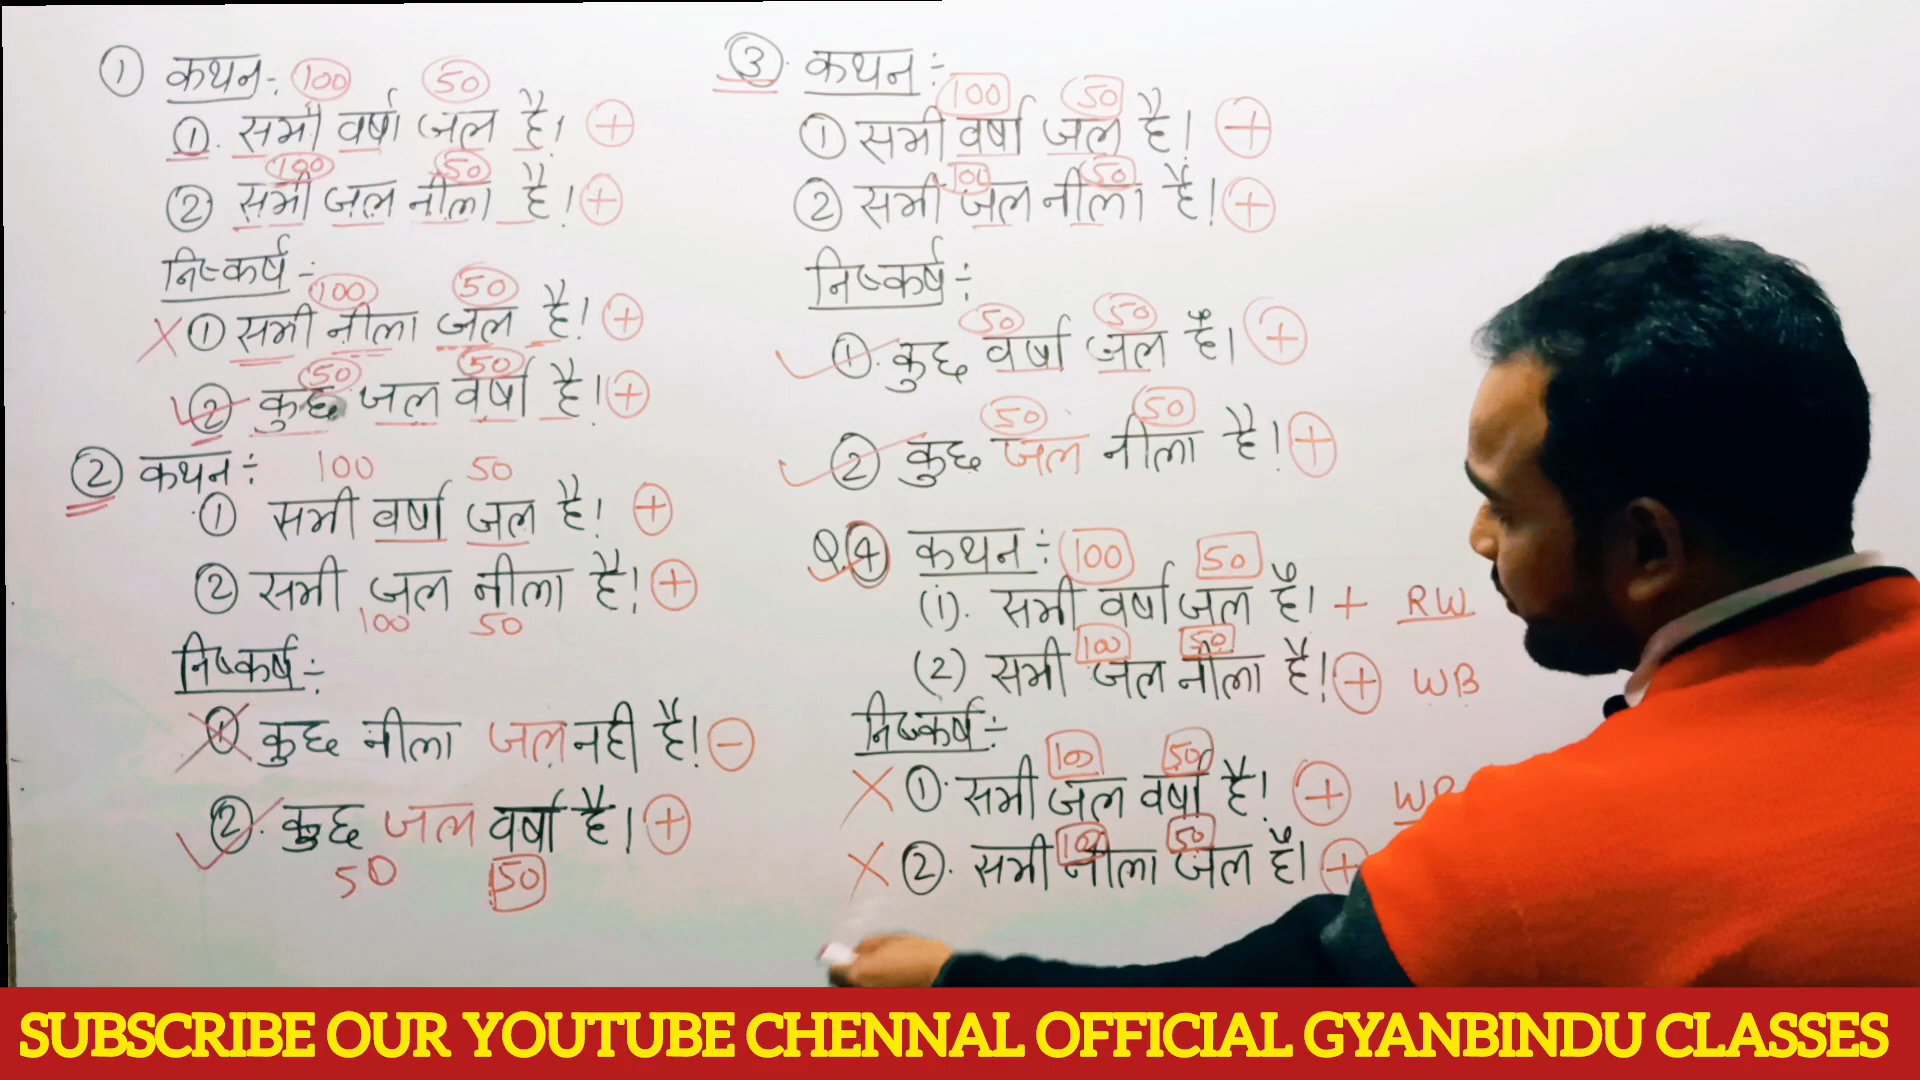 ① कथन:- 100 50
①. सभी वर्षा जल है। +
100 50
② सभी जल नीला है। +
निष्कर्ष:-
100 50
X ① सभी नीला जल है। +
50 50
② कुछ जल वर्षा है। +
② कथन÷ 100 50
① सभी वर्षा जल है। +
② सभी जल नीला है। +
100 50
निष्कर्ष÷
① कुछ नीला जल नही है। -
②. कुछ जल वर्षा है। +
50 50
③. कथन÷
100 50
① सभी वर्षा जल है। +
50
② सभी जल नीला है। +
निष्कर्ष÷
50 50
①. कुछ वर्षा जल है। +
50 50
② कुछ जल नीला है। +
Q.④ कथन÷ 100 50
(1). सभी वर्षा जल है। + RW
100 50
(2) सभी जल नीला है। + WB
निष्कर्ष÷
100 50
X ①. सभी जल वर्षा है। +
100 50
X ②. सभी नीला जल है। +
SUBSCRIBE OUR YOUTUBE CHENNAL OFFICIAL GYANBINDU CLASSES